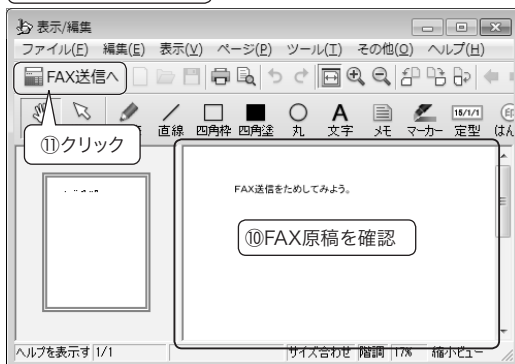 表示/編集
ファイル(F) 編集(E) 表示(V) ページ(P) ツール(T) その他(O) ヘルプ(H)
FAX送信へ
直線 四角枠 四角塗 丸 A 文字 メモ マーカー 15/1/1 定型 はん
⑪クリック
FAX送信をためしてみよう。
⑩FAX原稿を確認
ヘルプを表示す 1/1 サイズ合わせ 階調 17% 縮小ビュー